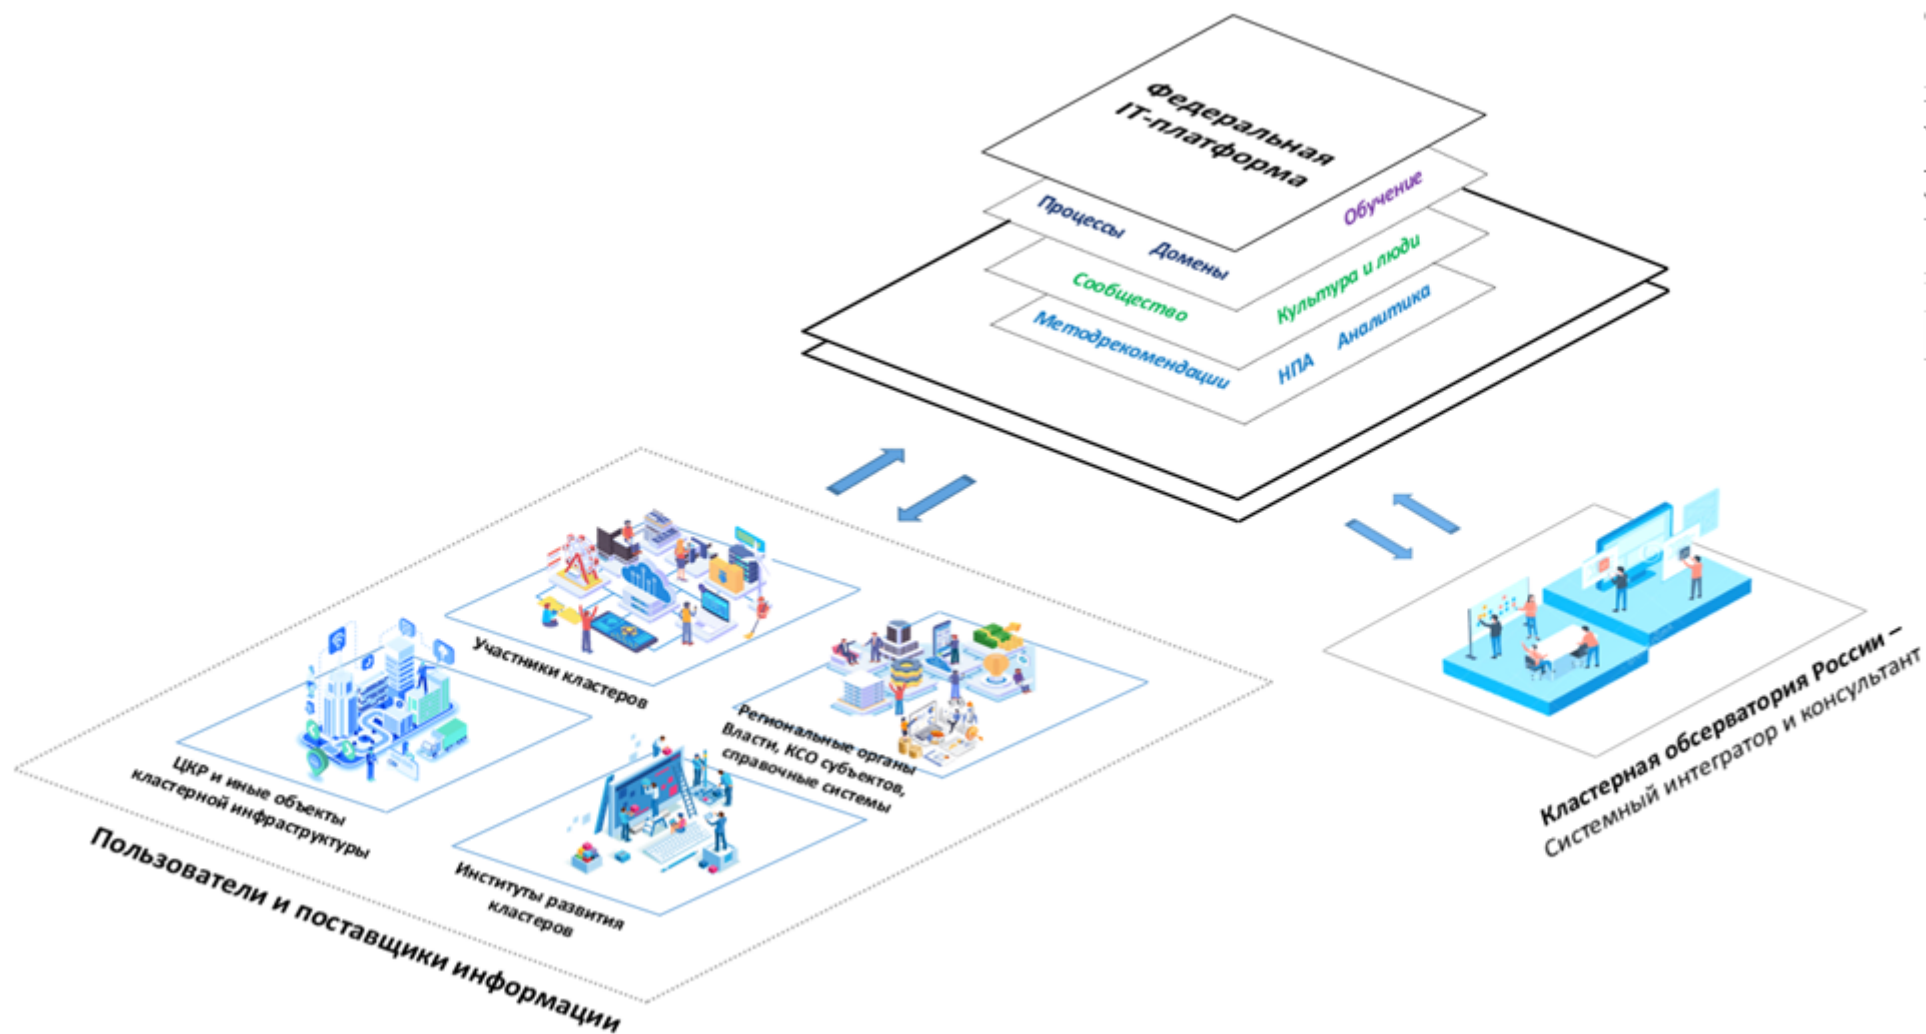 Федеральная
IT-платформа
Процессы
Домены
Обучение
Сообщество
Культура и люди
Методрекомендации
НПА
Аналитика
Участники кластеров
ЦКР и иные объекты
кластерной инфраструктуры
Региональные органы
Власти, КСО субъектов,
справочные системы
Институты развития
кластеров
Пользователи и поставщики информации
Кластерная обсерватория России –
Системный интегратор и консультант